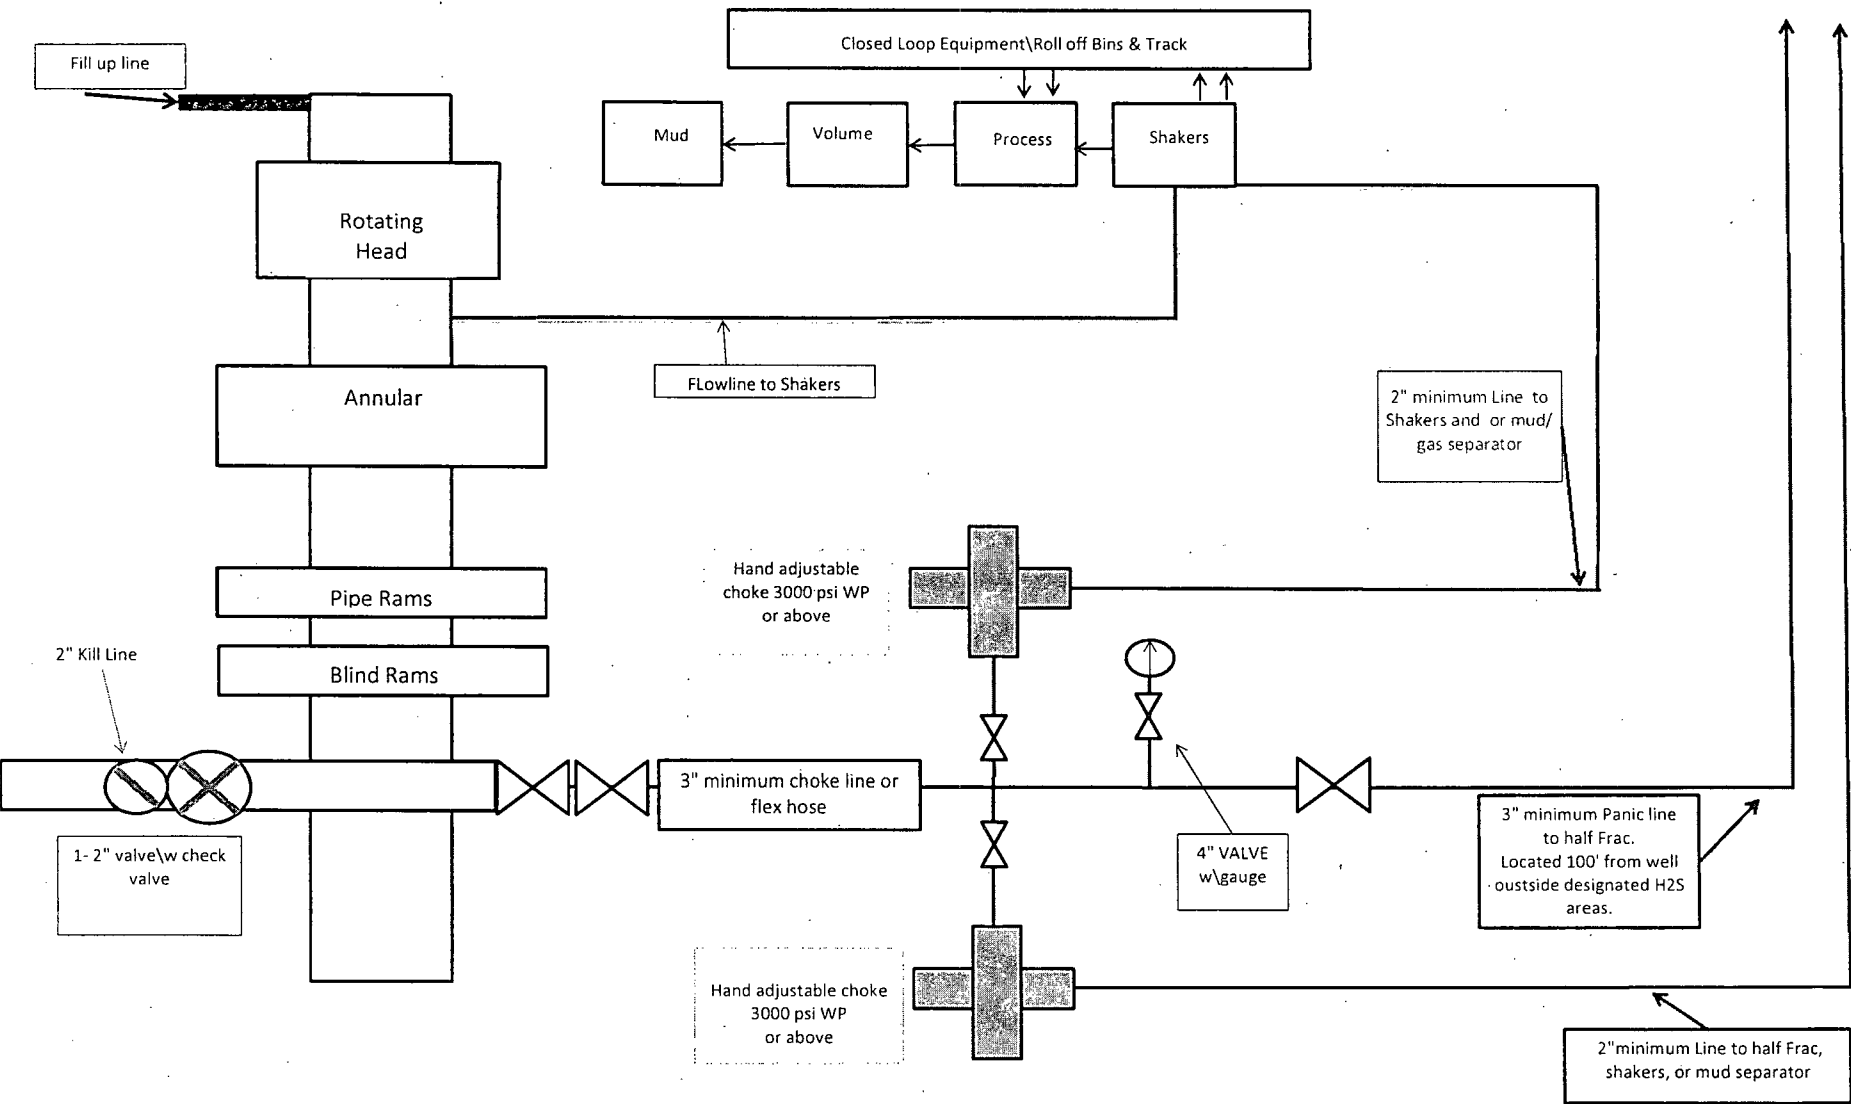 Closed Loop Equipment\Roll off Bins & Track
Fill up line
Mud
Volume
Process
Shakers
Rotating
Head
FLowline to Shakers
Annular
2" minimum Line to
Shakers and or mud/
gas separator
Hand adjustable
choke 3000 psi WP
or above
Pipe Rams
2" Kill Line
Blind Rams
3" minimum choke line or
flex hose
1- 2" valve\w check
valve
4" VALVE
w\gauge
3" minimum Panic line
to half Frac.
Located 100' from well
oustside designated H2S
areas.
Hand adjustable choke
3000 psi WP
or above
2"minimum Line to half Frac,
shakers, or mud separator